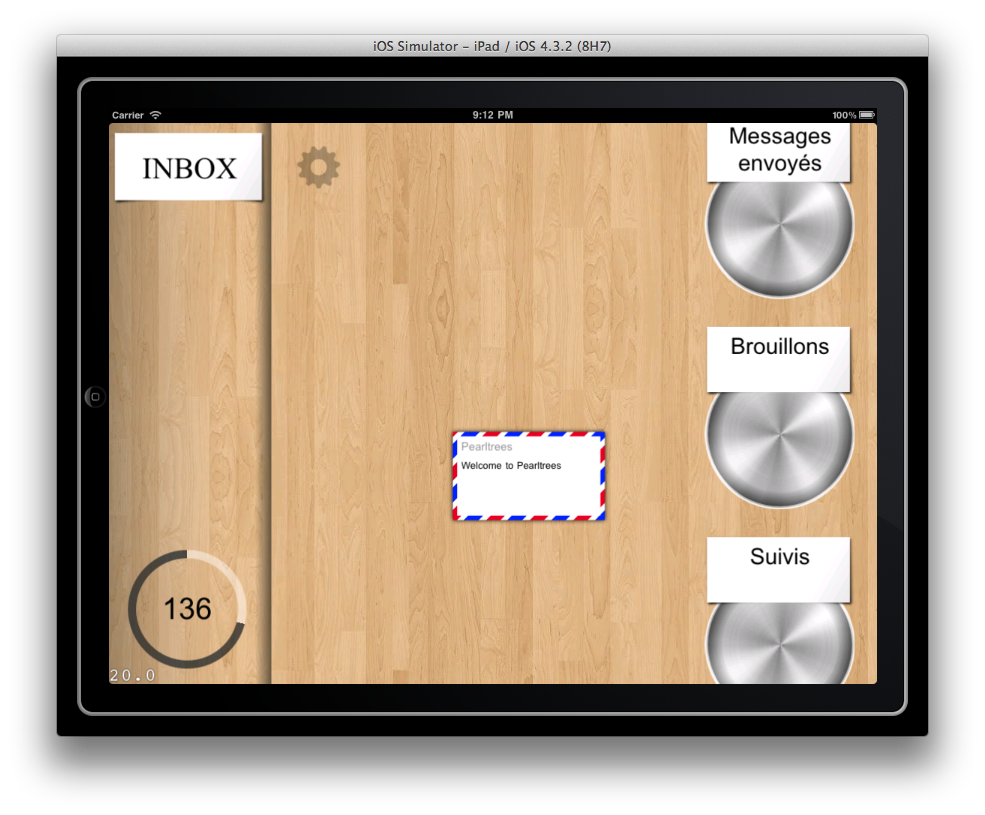 iOS Simulator – iPad / iOS 4.3.2 (8H7)
Carrier 9:12 PM 100%
INBOX
Messages
envoyés
Brouillons
Pearltrees
Welcome to Pearltrees
Suivis
136
20.0